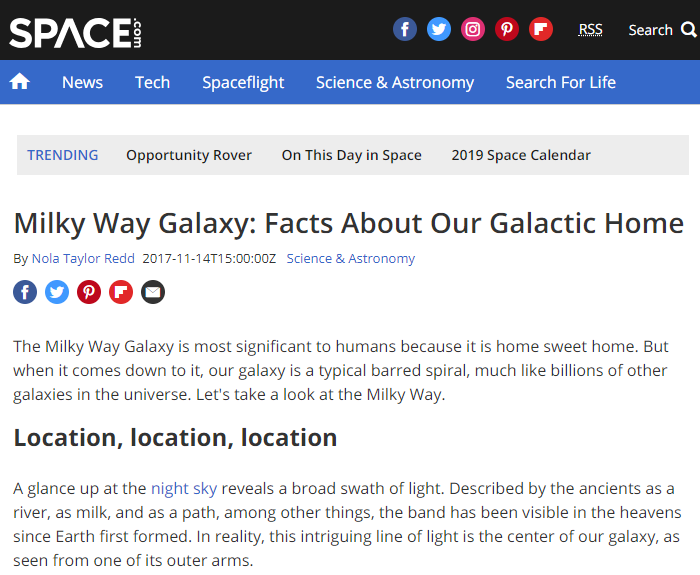 SPACE.com
RSS
Search
News
Tech
Spaceflight
Science & Astronomy
Search For Life
TRENDING
Opportunity Rover
On This Day in Space
2019 Space Calendar
Milky Way Galaxy: Facts About Our Galactic Home
By Nola Taylor Redd 2017-11-14T15:00:00Z Science & Astronomy
The Milky Way Galaxy is most significant to humans because it is home sweet home. But
when it comes down to it, our galaxy is a typical barred spiral, much like billions of other
galaxies in the universe. Let's take a look at the Milky Way.
Location, location, location
A glance up at the night sky reveals a broad swath of light. Described by the ancients as a
river, as milk, and as a path, among other things, the band has been visible in the heavens
since Earth first formed. In reality, this intriguing line of light is the center of our galaxy, as
seen from one of its outer arms.